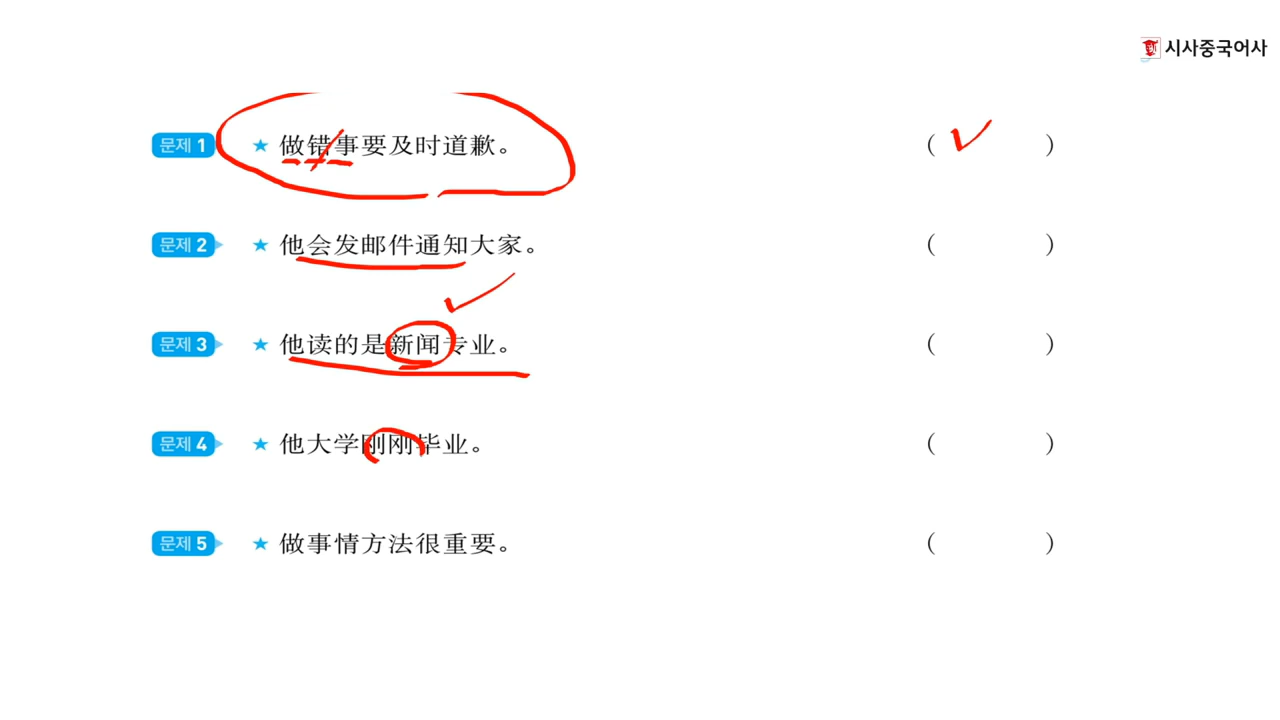 시사중국어사
문제 1 ★ 做错事要及时道歉。 ( ✓ )
문제 2 ★ 他会发邮件通知大家。 ( )
문제 3 ★ 他读的是新闻专业。 ( )
문제 4 ★ 他大学刚刚毕业。 ( )
문제 5 ★ 做事情方法很重要。 ( )